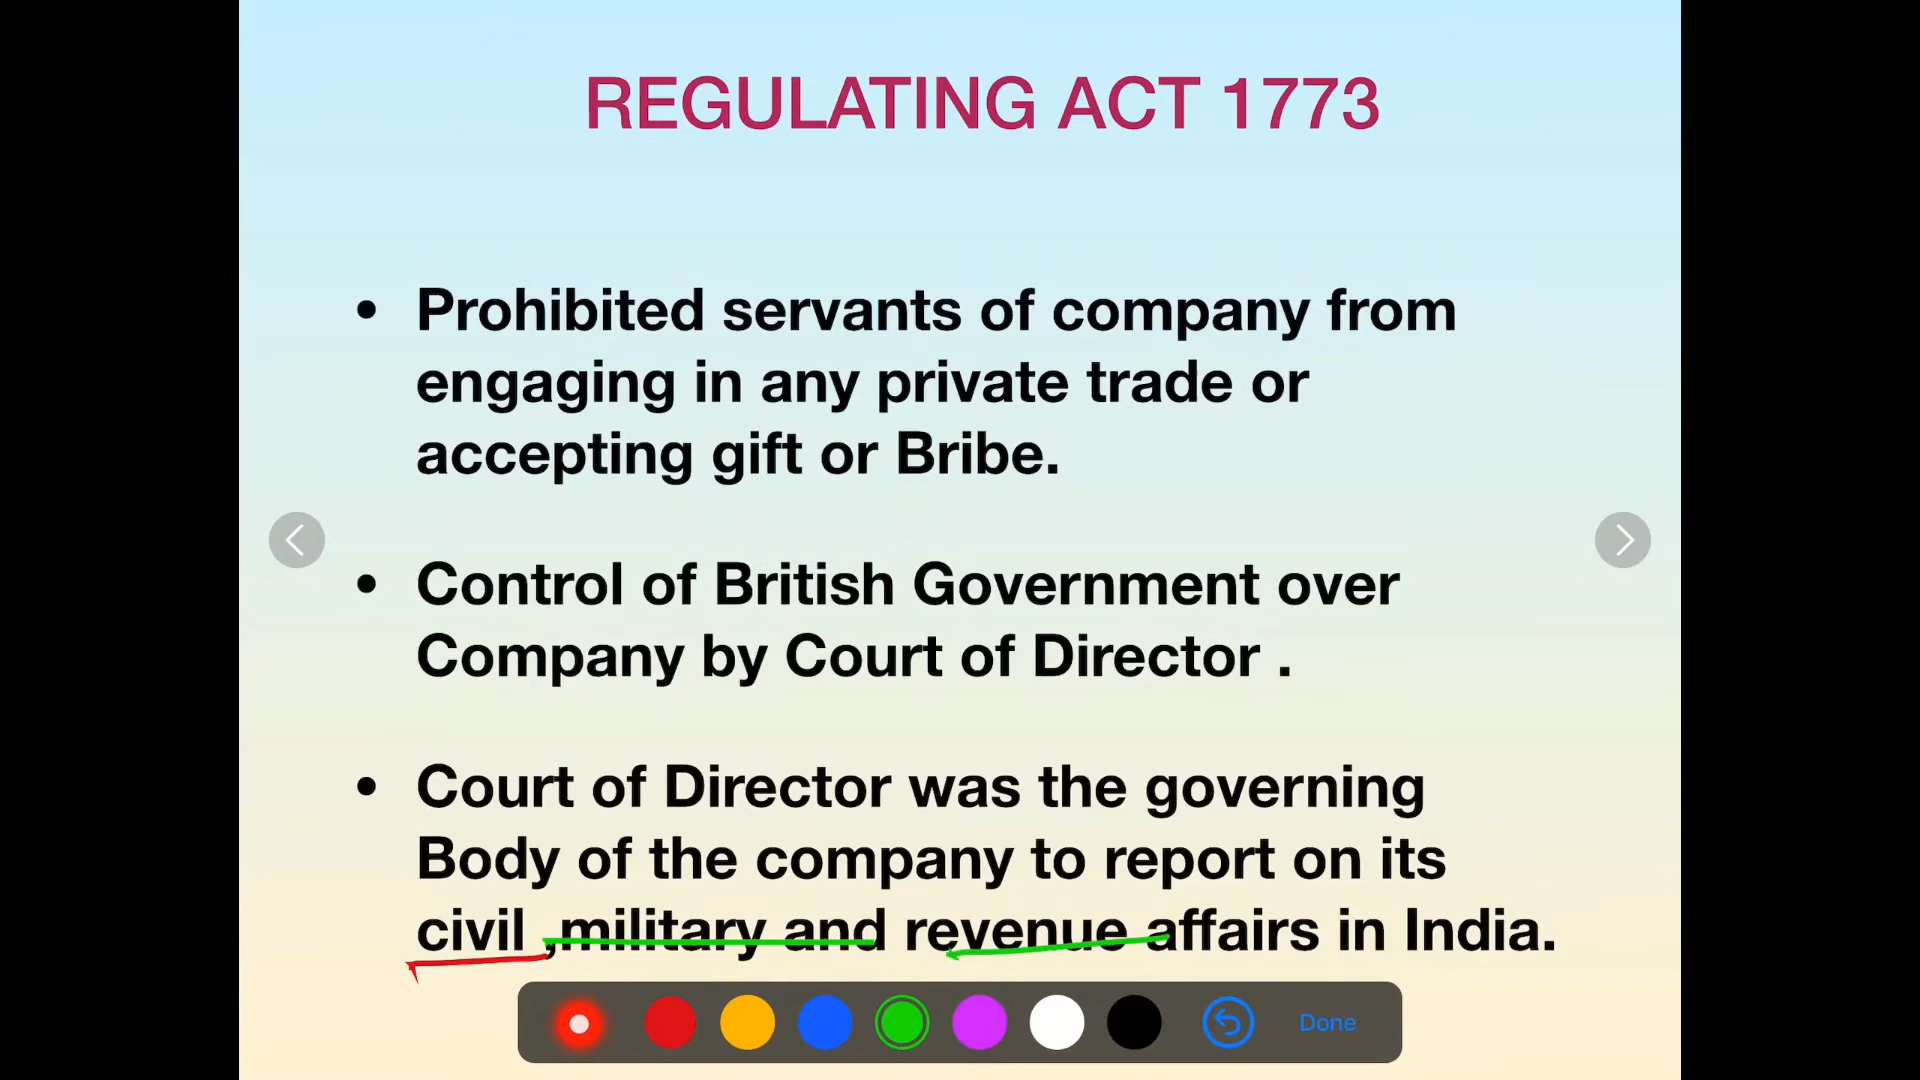 REGULATING ACT 1773
• Prohibited servants of company from
engaging in any private trade or
accepting gift or Bribe.
• Control of British Government over
Company by Court of Director .
• Court of Director was the governing
Body of the company to report on its
civil ,military and revenue affairs in India.
Done